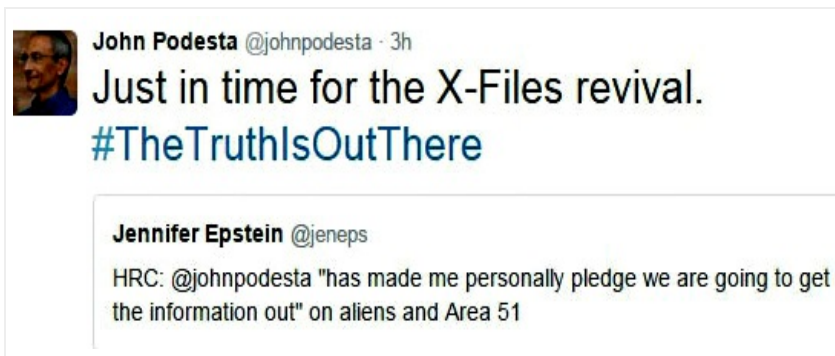 John Podesta @johnpodesta · 3h
Just in time for the X-Files revival.
#TheTruthIsOutThere
Jennifer Epstein @jeneps
HRC: @johnpodesta "has made me personally pledge we are going to get
the information out" on aliens and Area 51